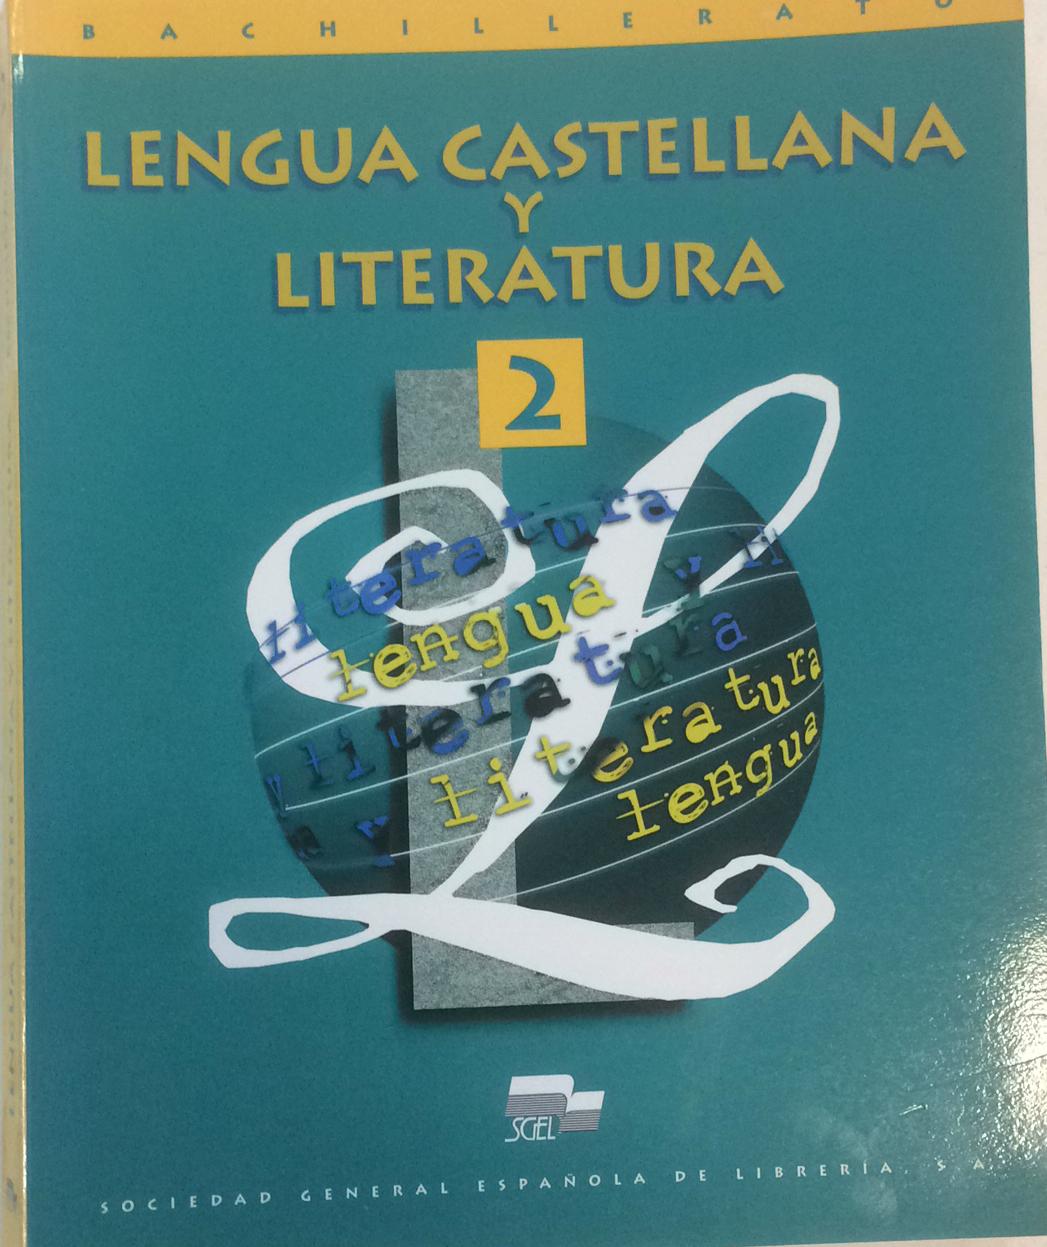 BACHILLERATO
LENGUA CASTELLANA
Y
LITERATURA
2
literatura
lengua y
y literatura
y literatura
lengua
SGEL
SOCIEDAD GENERAL ESPAÑOLA DE LIBRERÍA, S.A.